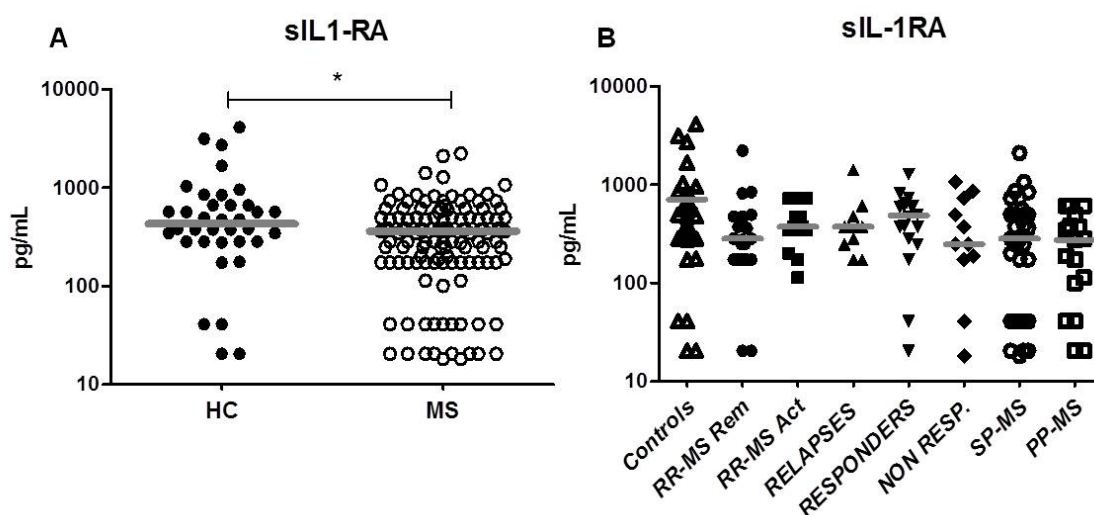 A
sIL1-RA
*
10000
1000
100
10
pg/mL
HC
MS
B
sIL-1RA
10000
1000
100
10
pg/mL
Controls
RR-MS Rem
RR-MS Act
RELAPSES
RESPONDERS
NON RESP.
SP-MS
PP-MS